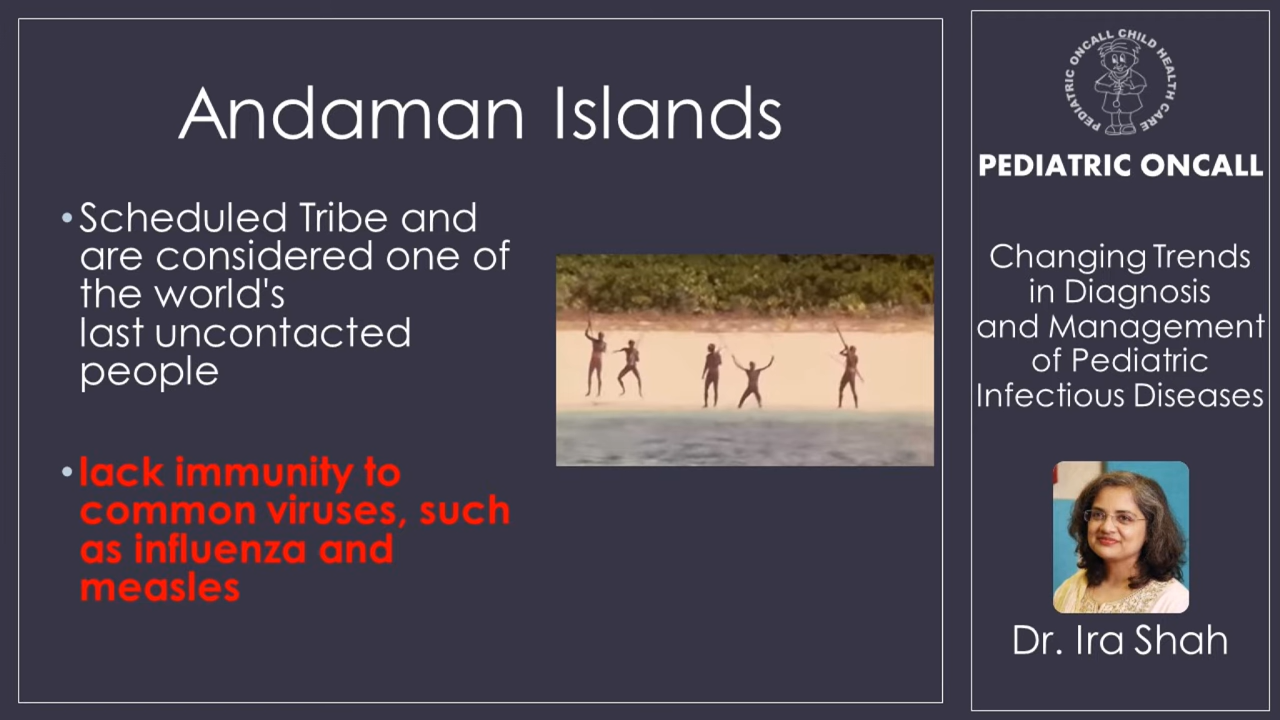 Andaman Islands
•Scheduled Tribe and
are considered one of
the world's
last uncontacted
people
•lack immunity to
common viruses, such
as influenza and
measles
PEDIATRIC ONCALL CHILD HEALTH CARE
PEDIATRIC ONCALL
Changing Trends
in Diagnosis
and Management
of Pediatric
Infectious Diseases
Dr. Ira Shah